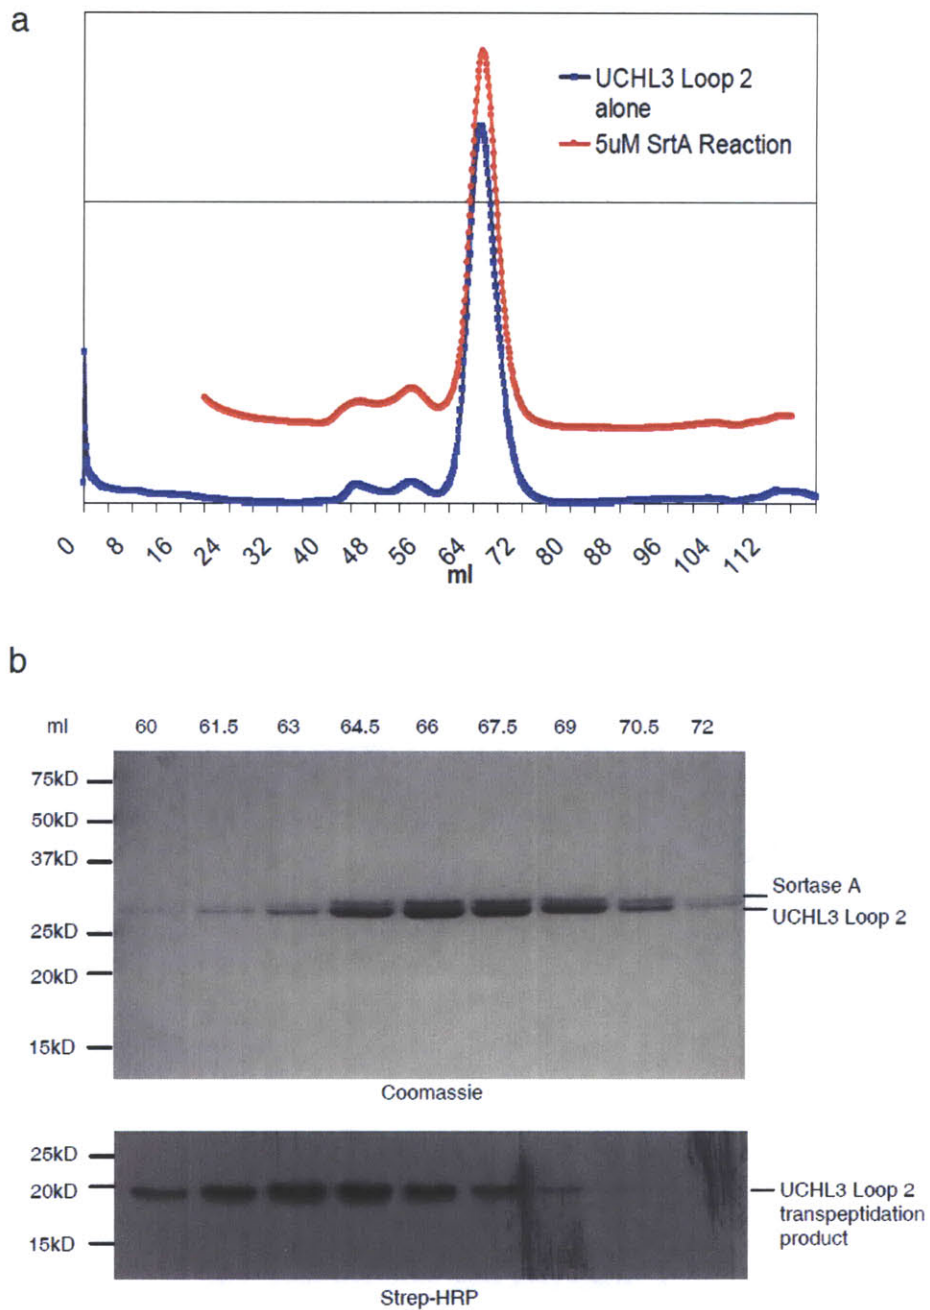 a
UCHL3 Loop 2
alone
5uM SrtA Reaction
0 8 16 24 32 40 48 56 64 72 80 88 96 104 112
ml
b
ml 60 61.5 63 64.5 66 67.5 69 70.5 72
75kD
50kD
37kD
25kD
20kD
15kD
Sortase A
UCHL3 Loop 2
Coomassie
25kD
20kD
15kD
UCHL3 Loop 2
transpeptidation
product
Strep-HRP